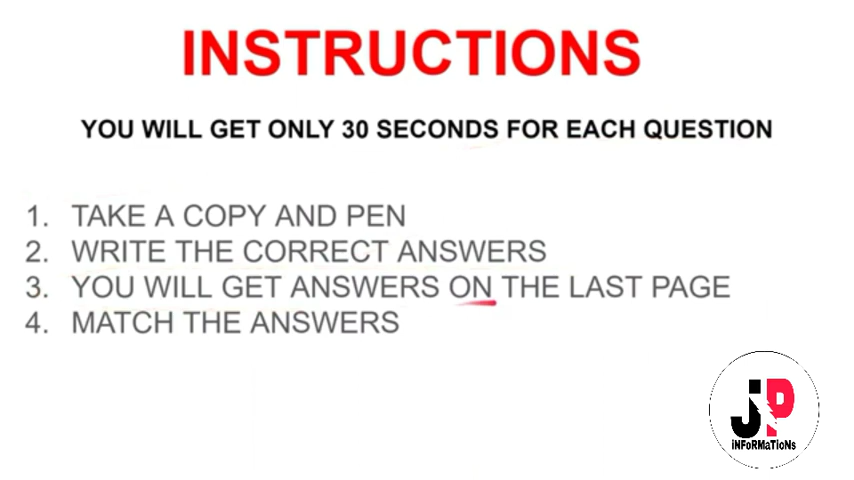 INSTRUCTIONS
YOU WILL GET ONLY 30 SECONDS FOR EACH QUESTION
1. TAKE A COPY AND PEN
2. WRITE THE CORRECT ANSWERS
3. YOU WILL GET ANSWERS ON THE LAST PAGE
4. MATCH THE ANSWERS
JP
iNFoRMaTioNs